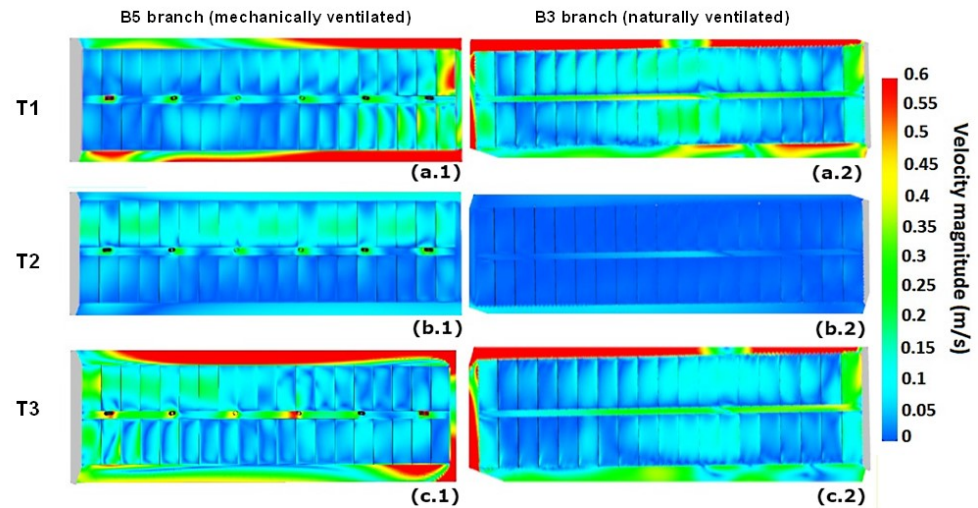 B5 branch (mechanically ventilated)
B3 branch (naturally ventilated)
T1
(a.1)
(a.2)
T2
(b.1)
(b.2)
T3
(c.1)
(c.2)
0.6
0.55
0.5
0.45
0.4
0.35
0.3
0.25
0.2
0.15
0.1
0.05
0
Velocity magnitude (m/s)